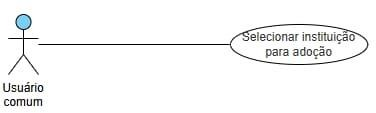 Selecionar instituição
para adoção
Usuário
comum